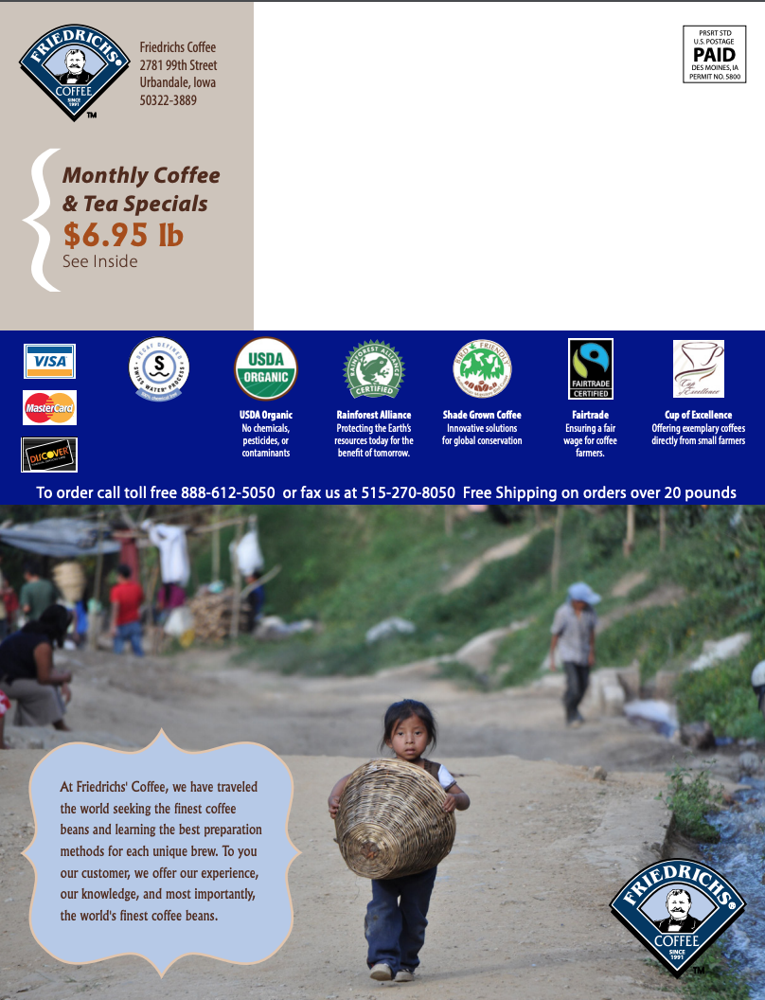 FRIEDRICHS®
COFFEE
SINCE
1991
TM
Friedrichs Coffee
2781 99th Street
Urbandale, Iowa
50322-3889
PRSRT STD
U.S. POSTAGE
PAID
DES MOINES, IA
PERMIT NO. 5800
Monthly Coffee
& Tea Specials
$6.95 lb
See Inside
VISA
MasterCard
DISCOVER
DECAF DEFINED
S
SWISS WATER PROCESS
USDA
ORGANIC
USDA Organic
No chemicals,
pesticides, or
contaminants
RAINFOREST ALLIANCE
CERTIFIED
Rainforest Alliance
Protecting the Earth's
resources today for the
benefit of tomorrow.
BIRD FRIENDLY
Shade Grown Coffee
Innovative solutions
for global conservation
FAIRTRADE
CERTIFIED
Fairtrade
Ensuring a fair
wage for coffee
farmers.
Cup of
Excellence
Cup of Excellence
Offering exemplary coffees
directly from small farmers
To order call toll free 888-612-5050 or fax us at 515-270-8050 Free Shipping on orders over 20 pounds
At Friedrichs' Coffee, we have traveled
the world seeking the finest coffee
beans and learning the best preparation
methods for each unique brew. To you
our customer, we offer our experience,
our knowledge, and most importantly,
the world's finest coffee beans.
FRIEDRICHS®
COFFEE
SINCE
1991
TM